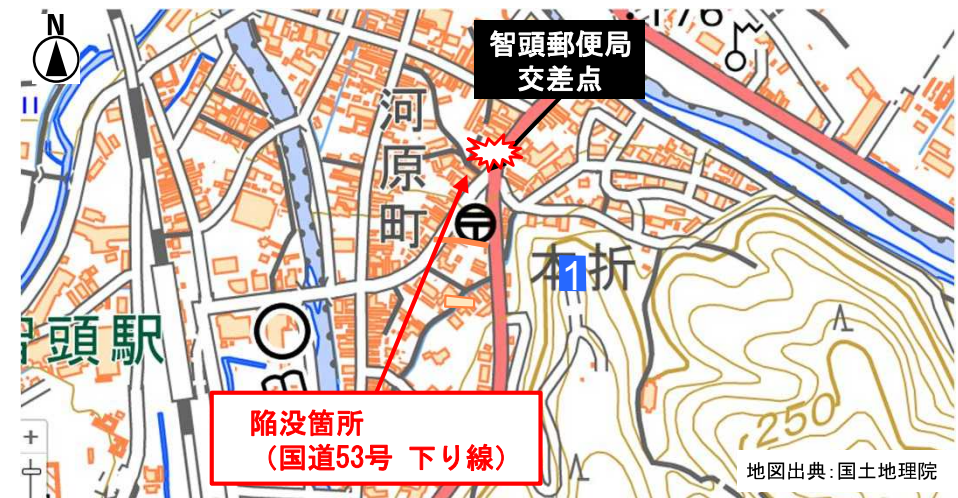 N
智頭郵便局
交差点
176
河原町
本折
1
智頭駅
250
陥没箇所
（国道53号 下り線）
地図出典：国土地理院